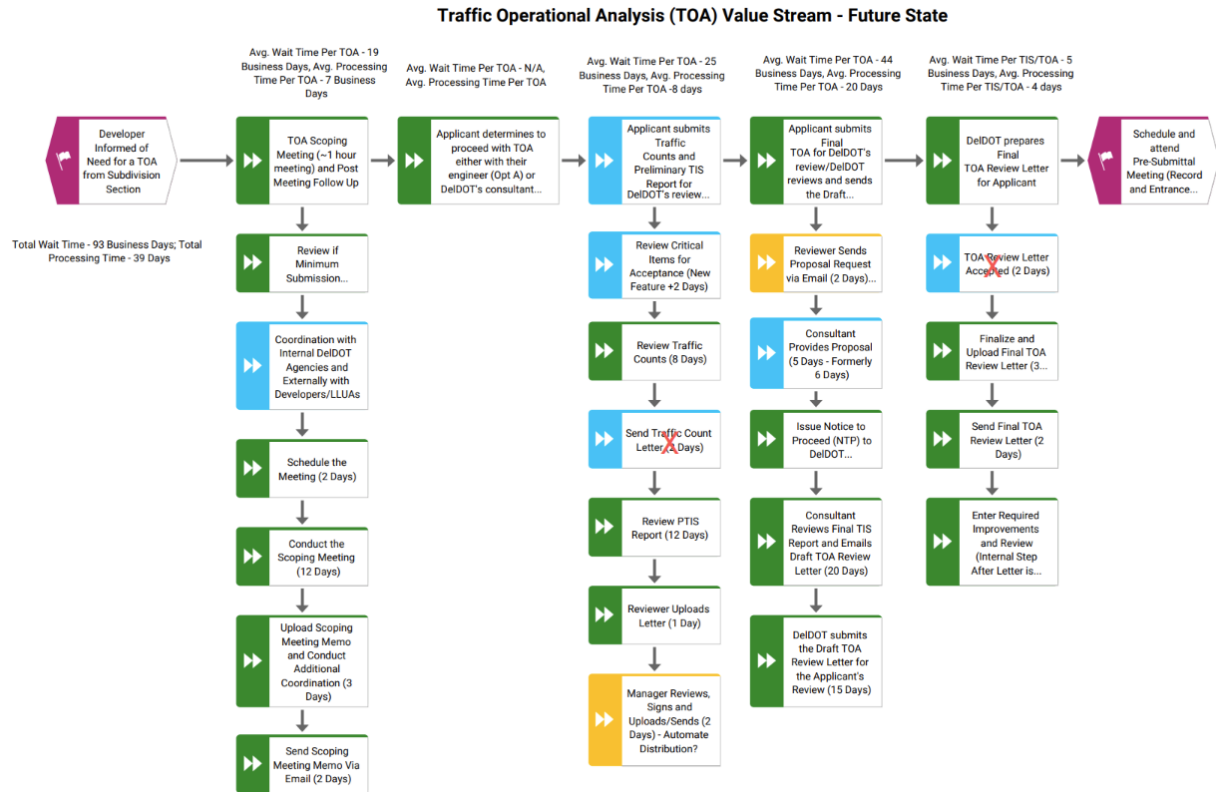 Traffic Operational Analysis (TOA) Value Stream - Future State
Avg. Wait Time Per TOA - 19
Business Days, Avg. Processing
Time Per TOA - 7 Business
Days
Avg. Wait Time Per TOA - N/A,
Avg. Processing Time Per TOA
Avg. Wait Time Per TOA - 25
Business Days, Avg. Processing
Time Per TOA -8 days
Avg. Wait Time Per TOA - 44
Business Days, Avg. Processing
Time Per TOA - 20 Days
Avg. Wait Time Per TIS/TOA - 5
Business Days, Avg. Processing
Time Per TIS/TOA - 4 days
Developer
Informed of
Need for a TOA
from Subdivision
Section
TOA Scoping
Meeting (~1 hour
meeting) and Post
Meeting Follow Up
Applicant determines to
proceed with TOA
either with their
engineer (Opt A) or
DelDOT's consultant...
Applicant submits
Traffic
Counts and
Preliminary TIS
Report for
DelDOT's review...
Applicant submits
Final
TOA for DelDOT's
review/DelDOT
reviews and sends the
Draft...
DelDOT prepares
Final
TOA Review Letter
for Applicant
Schedule and
attend
Pre-Submittal
Meeting (Record
and Entrance...
Total Wait Time - 93 Business Days; Total
Processing Time - 39 Days
Review if
Minimum
Submission...
Coordination with
Internal DelDOT
Agencies and
Externally with
Developers/LLUAs
Schedule the
Meeting (2 Days)
Conduct the
Scoping Meeting
(12 Days)
Upload Scoping
Meeting Memo
and Conduct
Additional
Coordination (3
Days)
Send Scoping
Meeting Memo Via
Email (2 Days)
Review Critical
Items for
Acceptance (New
Feature +2 Days)
Review Traffic
Counts (8 Days)
Send Traffic Count
Letter (2 Days)
Review PTIS
Report (12 Days)
Reviewer Uploads
Letter (1 Day)
Manager Reviews,
Signs and
Uploads/Sends (2
Days) - Automate
Distribution?
Reviewer Sends
Proposal Request
via Email (2 Days)...
Consultant
Provides Proposal
(5 Days - Formerly
6 Days)
Issue Notice to
Proceed (NTP) to
DelDOT...
Consultant
Reviews Final TIS
Report and Emails
Draft TOA Review
Letter (20 Days)
DelDOT submits
the Draft TOA
Review Letter for
the Applicant's
Review (15 Days)
TOA Review Letter
Accepted (2 Days)
Finalize and
Upload Final TOA
Review Letter (3...
Send Final TOA
Review Letter (2
Days)
Enter Required
Improvements
and Review
(Internal Step
After Letter is...